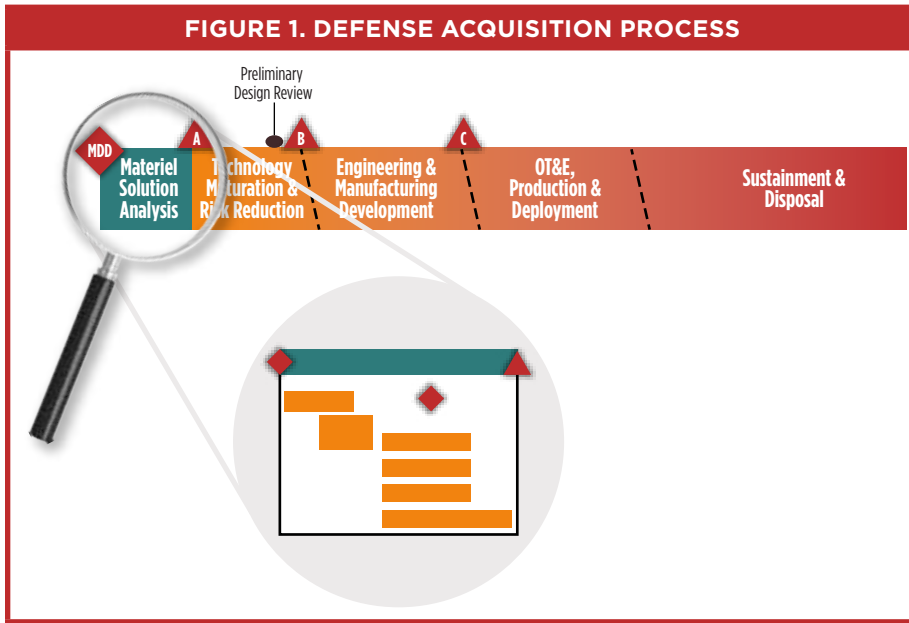 FIGURE 1. DEFENSE ACQUISITION PROCESS
Preliminary
Design Review
MDD
A
B
C
Materiel
Solution
Analysis
Technology
Maturation &
Risk Reduction
Engineering &
Manufacturing
Development
OT&E,
Production &
Deployment
Sustainment &
Disposal